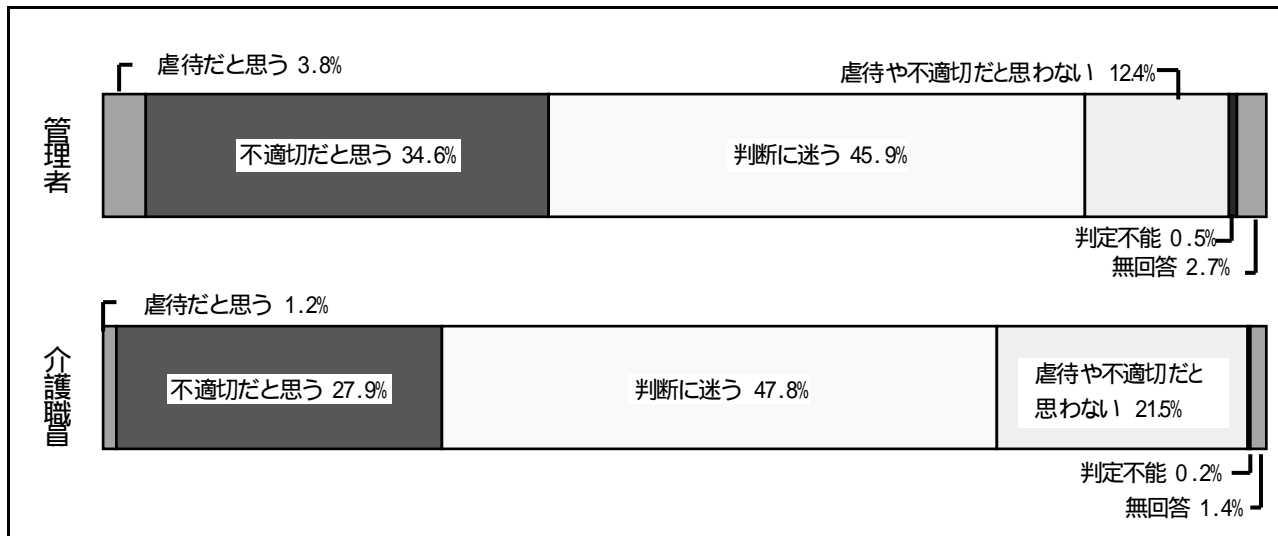 虐待だと思う 3.8%
虐待や不適切だと思わない 12.4%
管理者
不適切だと思う 34.6%
判断に迷う 45.9%
判定不能 0.5%
無回答 2.7%
虐待だと思う 1.2%
介護職員
不適切だと思う 27.9%
判断に迷う 47.8%
虐待や不適切だと
思わない 21.5%
判定不能 0.2%
無回答 1.4%